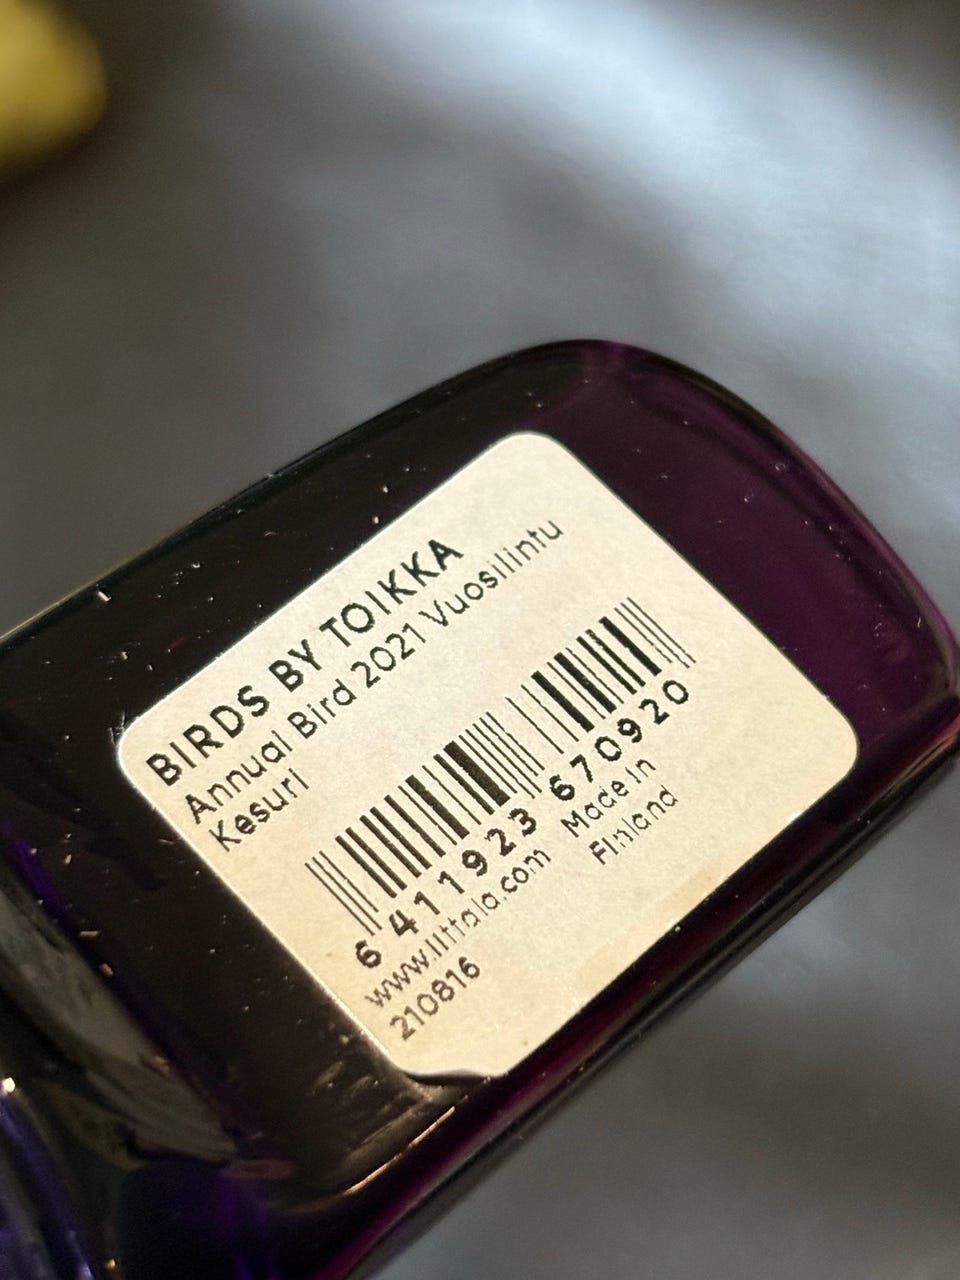 BIRDS BY TOIKKA
Annual Bird 2021 Vuosilintu
Kesuri
6 411923 670920
www.iittala.com
Made in
Finland
210816